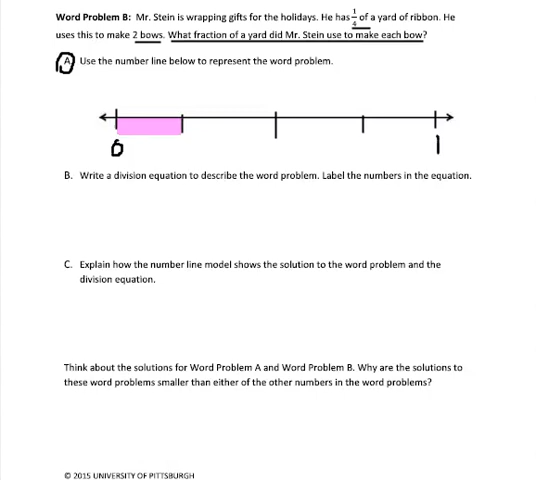 Word Problem B: Mr. Stein is wrapping gifts for the holidays. He has 1/4 of a yard of ribbon. He
uses this to make 2 bows. What fraction of a yard did Mr. Stein use to make each bow?
A Use the number line below to represent the word problem.
0 1
B. Write a division equation to describe the word problem. Label the numbers in the equation.
C. Explain how the number line model shows the solution to the word problem and the
division equation.
Think about the solutions for Word Problem A and Word Problem B. Why are the solutions to
these word problems smaller than either of the other numbers in the word problems?
© 2015 UNIVERSITY OF PITTSBURGH